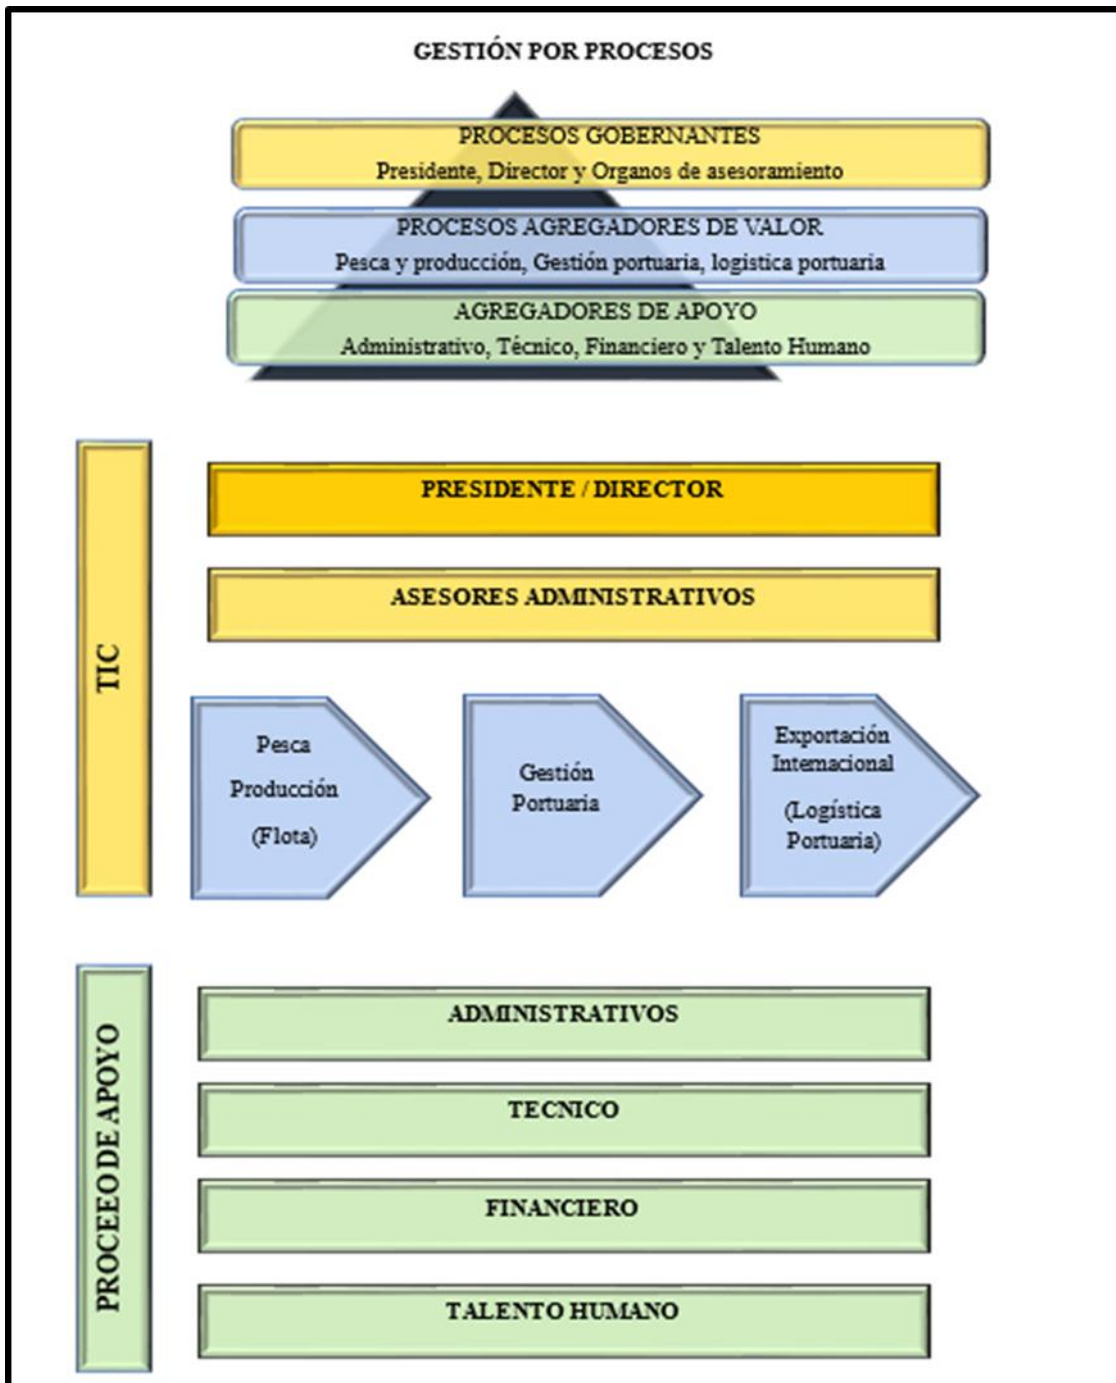 GESTIÓN POR PROCESOS
PROCESOS GOBERNANTES
Presidente, Director y Organos de asesoramiento
PROCESOS AGREGADORES DE VALOR
Pesca y producción, Gestión portuaria, logistica portuaria
AGREGADORES DE APOYO
Administrativo, Técnico, Financiero y Talento Humano
TIC
PRESIDENTE / DIRECTOR
ASESORES ADMINISTRATIVOS
Pesca
Producción
(Flota)
Gestión
Portuaria
Exportación
Internacional
(Logística
Portuaria)
PROCEEO DE APOYO
ADMINISTRATIVOS
TECNICO
FINANCIERO
TALENTO HUMANO